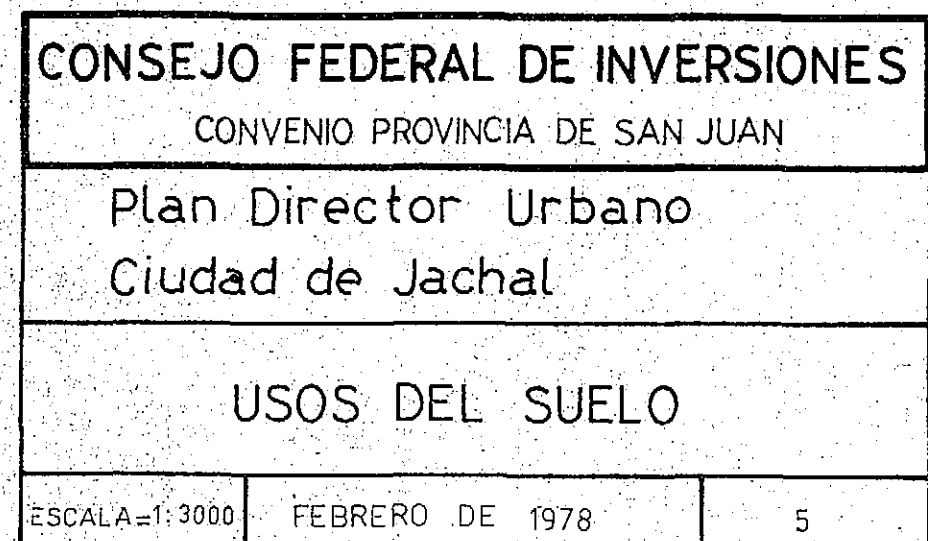 CONSEJO FEDERAL DE INVERSIONES
CONVENIO PROVINCIA DE SAN JUAN
Plan Director Urbano
Ciudad de Jachal
USOS DEL SUELO
ESCALA=1:3000 FEBRERO DE 1978 5